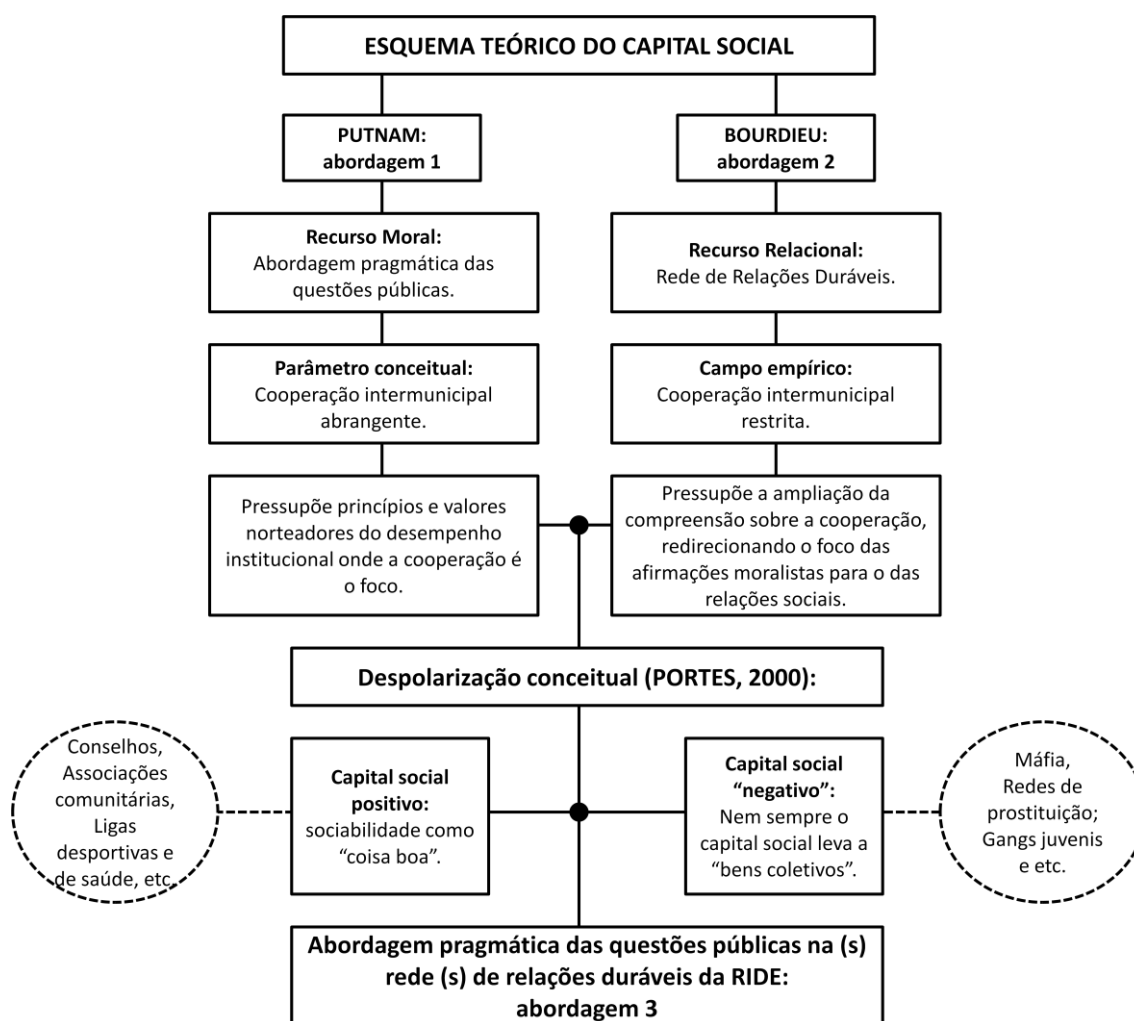 ESQUEMA TEÓRICO DO CAPITAL SOCIAL
PUTNAM:
abordagem 1
BOURDIEU:
abordagem 2
Recurso Moral:
Abordagem pragmática das
questões públicas.
Recurso Relacional:
Rede de Relações Duráveis.
Parâmetro conceitual:
Cooperação intermunicipal
abrangente.
Campo empírico:
Cooperação intermunicipal
restrita.
Pressupõe princípios e valores
norteadores do desempenho
institucional onde a cooperação é
o foco.
Pressupõe a ampliação da
compreensão sobre a cooperação,
redirecionando o foco das
afirmações moralistas para o das
relações sociais.
Despolarização conceitual (PORTES, 2000):
Conselhos,
Associações
comunitárias,
Ligas
desportivas e
de saúde, etc
Capital social
positivo:
sociabilidade como
“coisa boa”.
Capital social
“negativo”:
Nem sempre o
capital social leva a
“bens coletivos”.
Máfia,
Redes de
prostituição;
Gangs juvenis
e etc.
Abordagem pragmática das questões públicas na (s)
rede (s) de relações duráveis da RIDE:
abordagem 3